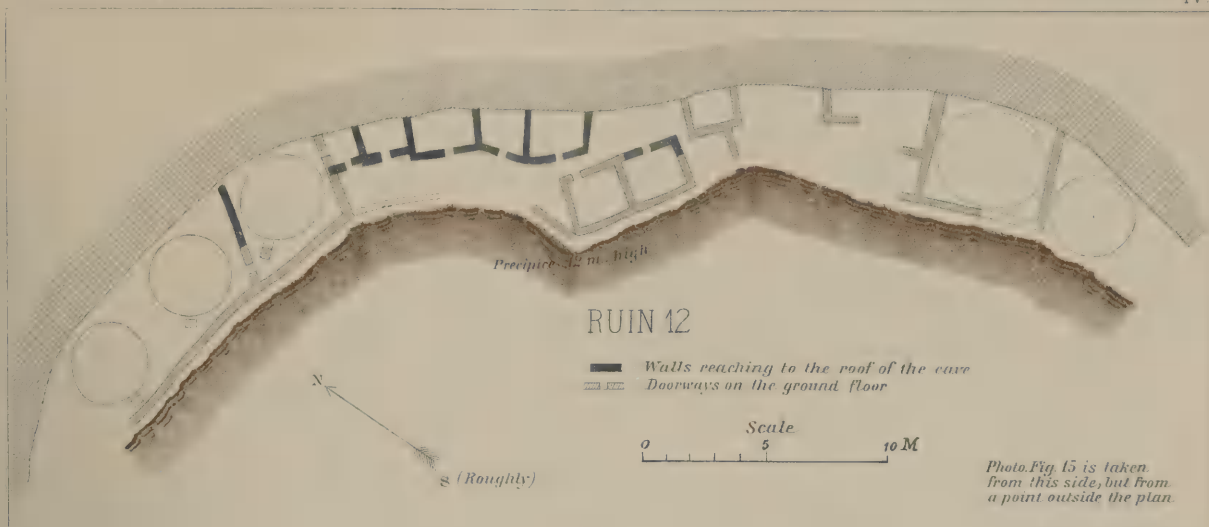 Precipice 12 m. high
RUIN 12
Walls reaching to the roof of the cave
Doorways on the ground floor
N
S (Roughly)
Scale
0 5 10 M
Photo. Fig. 15 is taken
from this side, but from
a point outside the plan.